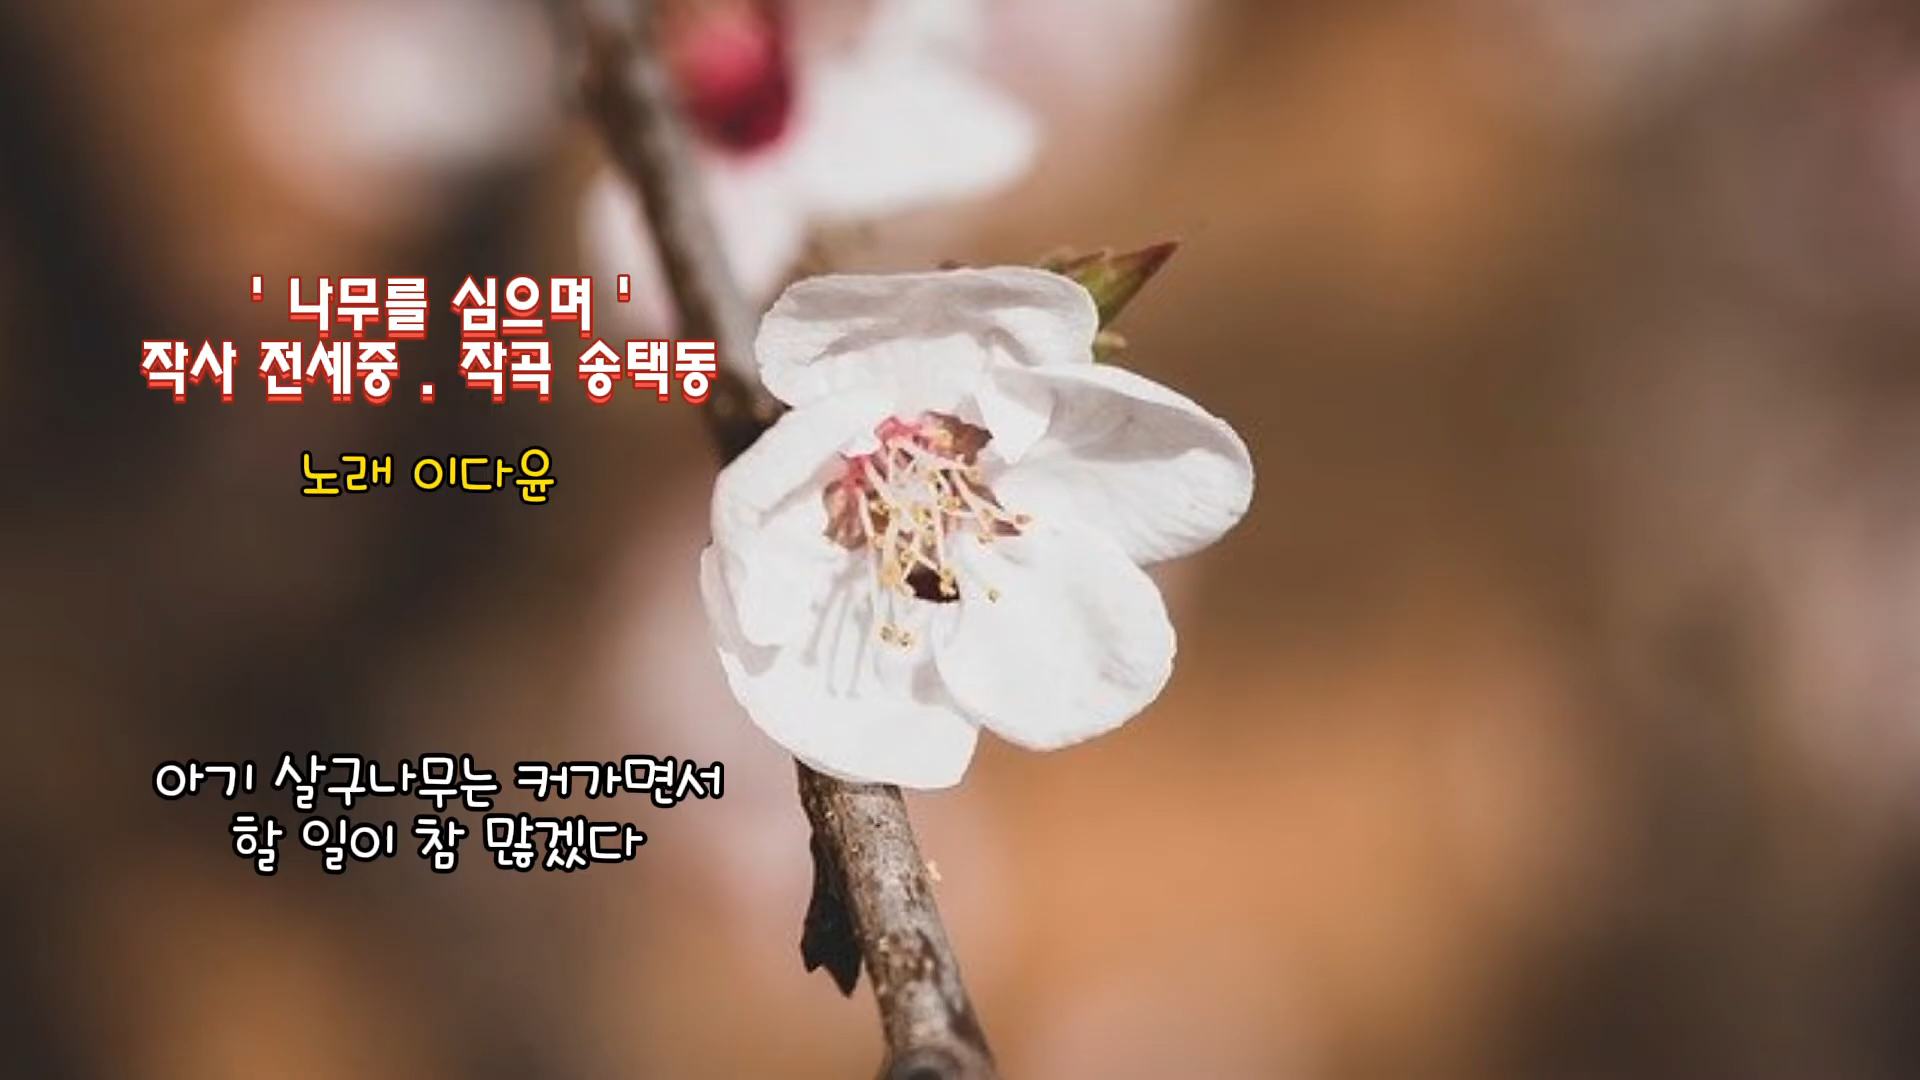 ' 나무를 심으며 '
작사 전세중 . 작곡 송택동
노래 이다윤
아기 살구나무는 커가면서
할 일이 참 많겠다